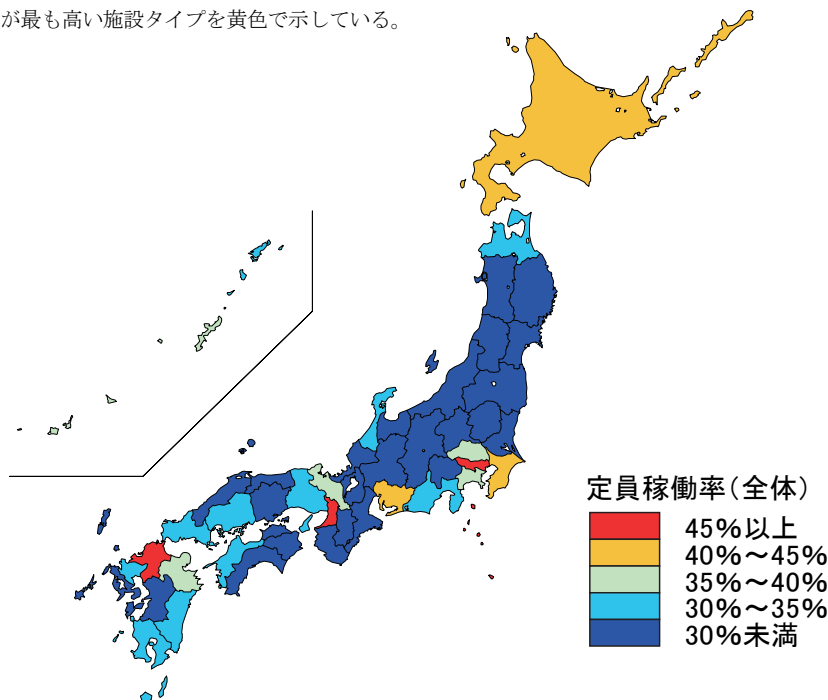 が最も高い施設タイプを黄色で示している。
定員稼働率(全体)
45%以上
40%～45%
35%～40%
30%～35%
30%未満